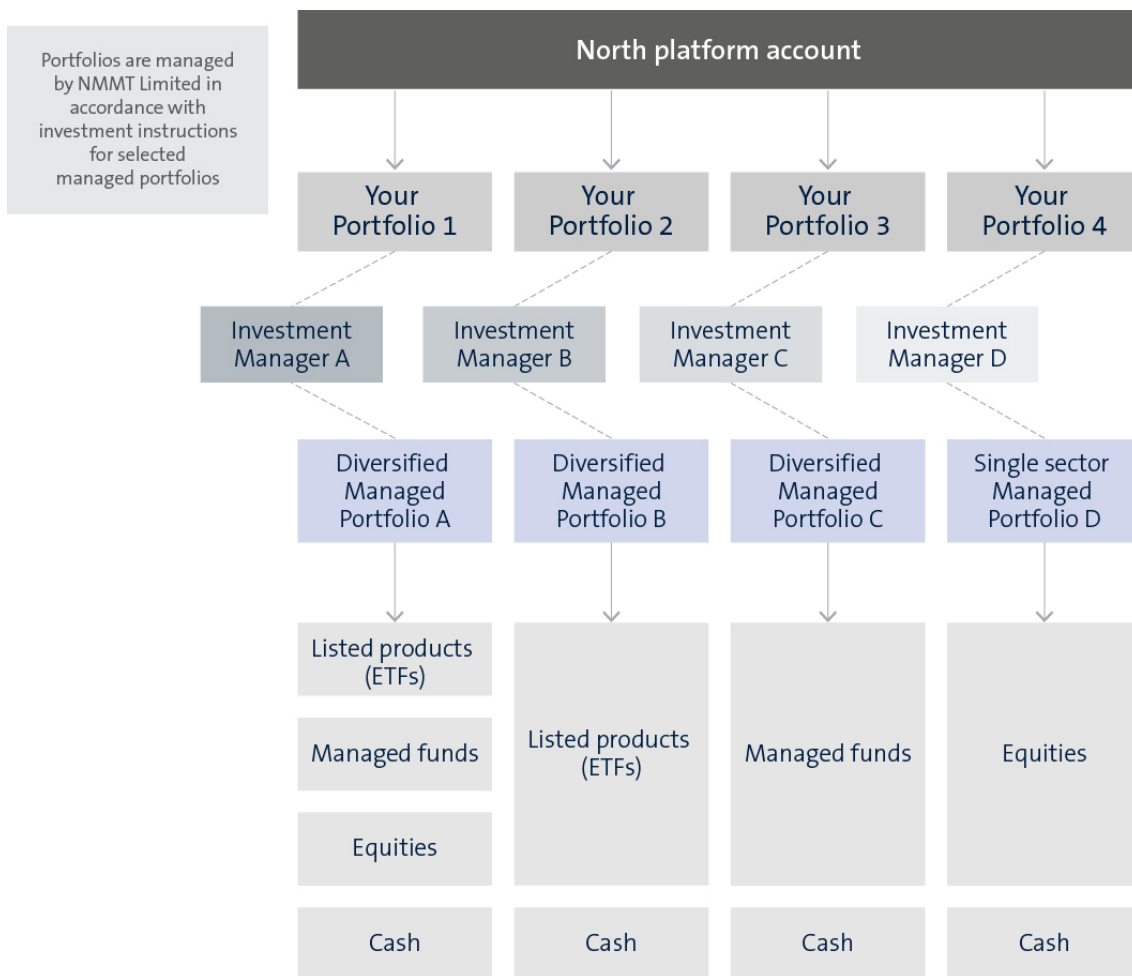 North platform account
Portfolios are managed
by NMMT Limited in
accordance with
investment instructions
for selected
managed portfolios
Your
Portfolio 1
Your
Portfolio 2
Your
Portfolio 3
Your
Portfolio 4
Investment
Manager A
Investment
Manager B
Investment
Manager C
Investment
Manager D
Diversified
Managed
Portfolio A
Diversified
Managed
Portfolio B
Diversified
Managed
Portfolio C
Single sector
Managed
Portfolio D
Listed products
(ETFs)
Managed funds
Equities
Cash
Listed products
(ETFs)
Cash
Managed funds
Cash
Equities
Cash